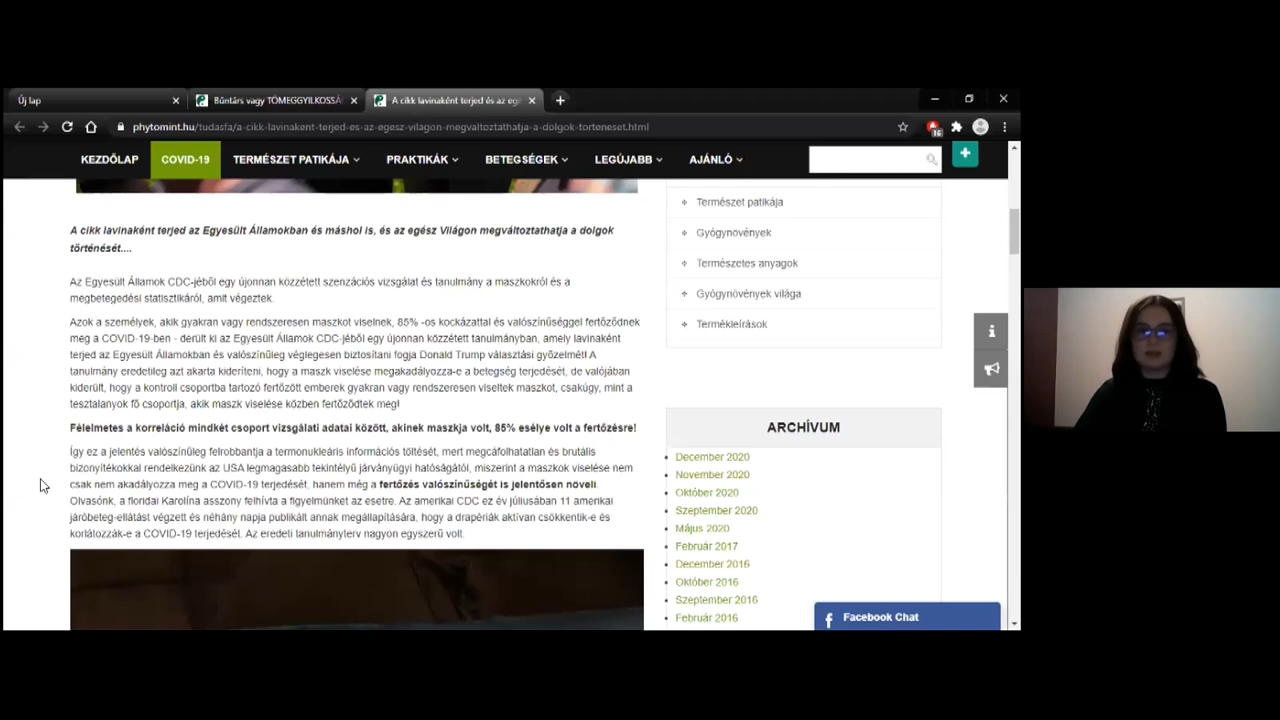 Új lap
Bűntárs vagy TÖMEGGYILKOSSÁ
A cikk lavinaként terjed és az egé
phytomint.hu/tudasfa/a-cikk-lavinakent-terjed-es-az-egesz-vilagon-megvaltoztathatja-a-dolgok-torteneset.html
16
KEZDŐLAP
COVID-19
TERMÉSZET PATIKÁJA
PRAKTIKÁK
BETEGSÉGEK
LEGÚJABB
AJÁNLÓ
A cikk lavinaként terjed az Egyesült Államokban és máshol is, és az egész Világon megváltoztathatja a dolgok
történését....
Az Egyesült Államok CDC-jéből egy újonnan közzétett szenzációs vizsgálat és tanulmány a maszkokról és a
megbetegedési statisztikáról, amit végeztek.
Azok a személyek, akik gyakran vagy rendszeresen maszkot viselnek, 85% -os kockázattal és valószínűséggel fertőződnek
meg a COVID-19-ben - derült ki az Egyesült Államok CDC-jéből egy újonnan közzétett tanulmányban, amely lavinaként
terjed az Egyesült Államokban és valószínűleg véglegesen biztosítani fogja Donald Trump választási győzelmét! A
tanulmány eredetileg azt akarta kideríteni, hogy a maszk viselése megakadályozza-e a betegség terjedését, de valójában
kiderült, hogy a kontroll csoportba tartozó fertőzött emberek gyakran vagy rendszeresen viseltek maszkot, csakúgy, mint a
tesztalanyok fő csoportja, akik maszk viselése közben fertőződtek meg!
Félelmetes a korreláció mindkét csoport vizsgálati adatai között, akinek maszkja volt, 85% esélye volt a fertőzésre!
Így ez a jelentés valószínűleg felrobbantja a termonukleáris információs töltését, mert megcáfolhatatlan és brutális
bizonyítékokkal rendelkezünk az USA legmagasabb tekintélyű járványügyi hatóságától, miszerint a maszkok viselése nem
csak nem akadályozza meg a COVID-19 terjedését, hanem még a fertőzés valószínűségét is jelentősen növeli.
Olvasónk, a floridai Karolína asszony felhívta a figyelmünket az esetre. Az amerikai CDC ez év júliusában 11 amerikai
járóbeteg-ellátást végzett és néhány napja publikált annak megállapítására, hogy a drapériák aktívan csökkentik-e és
korlátozzák-e a COVID-19 terjedését. Az eredeti tanulmányterv nagyon egyszerű volt.
Természet patikája
Gyógynövények
Természetes anyagok
Gyógynövények világa
Termékleírások
ARCHÍVUM
December 2020
November 2020
Október 2020
Szeptember 2020
Május 2020
Február 2017
December 2016
Október 2016
Szeptember 2016
Február 2016
Facebook Chat